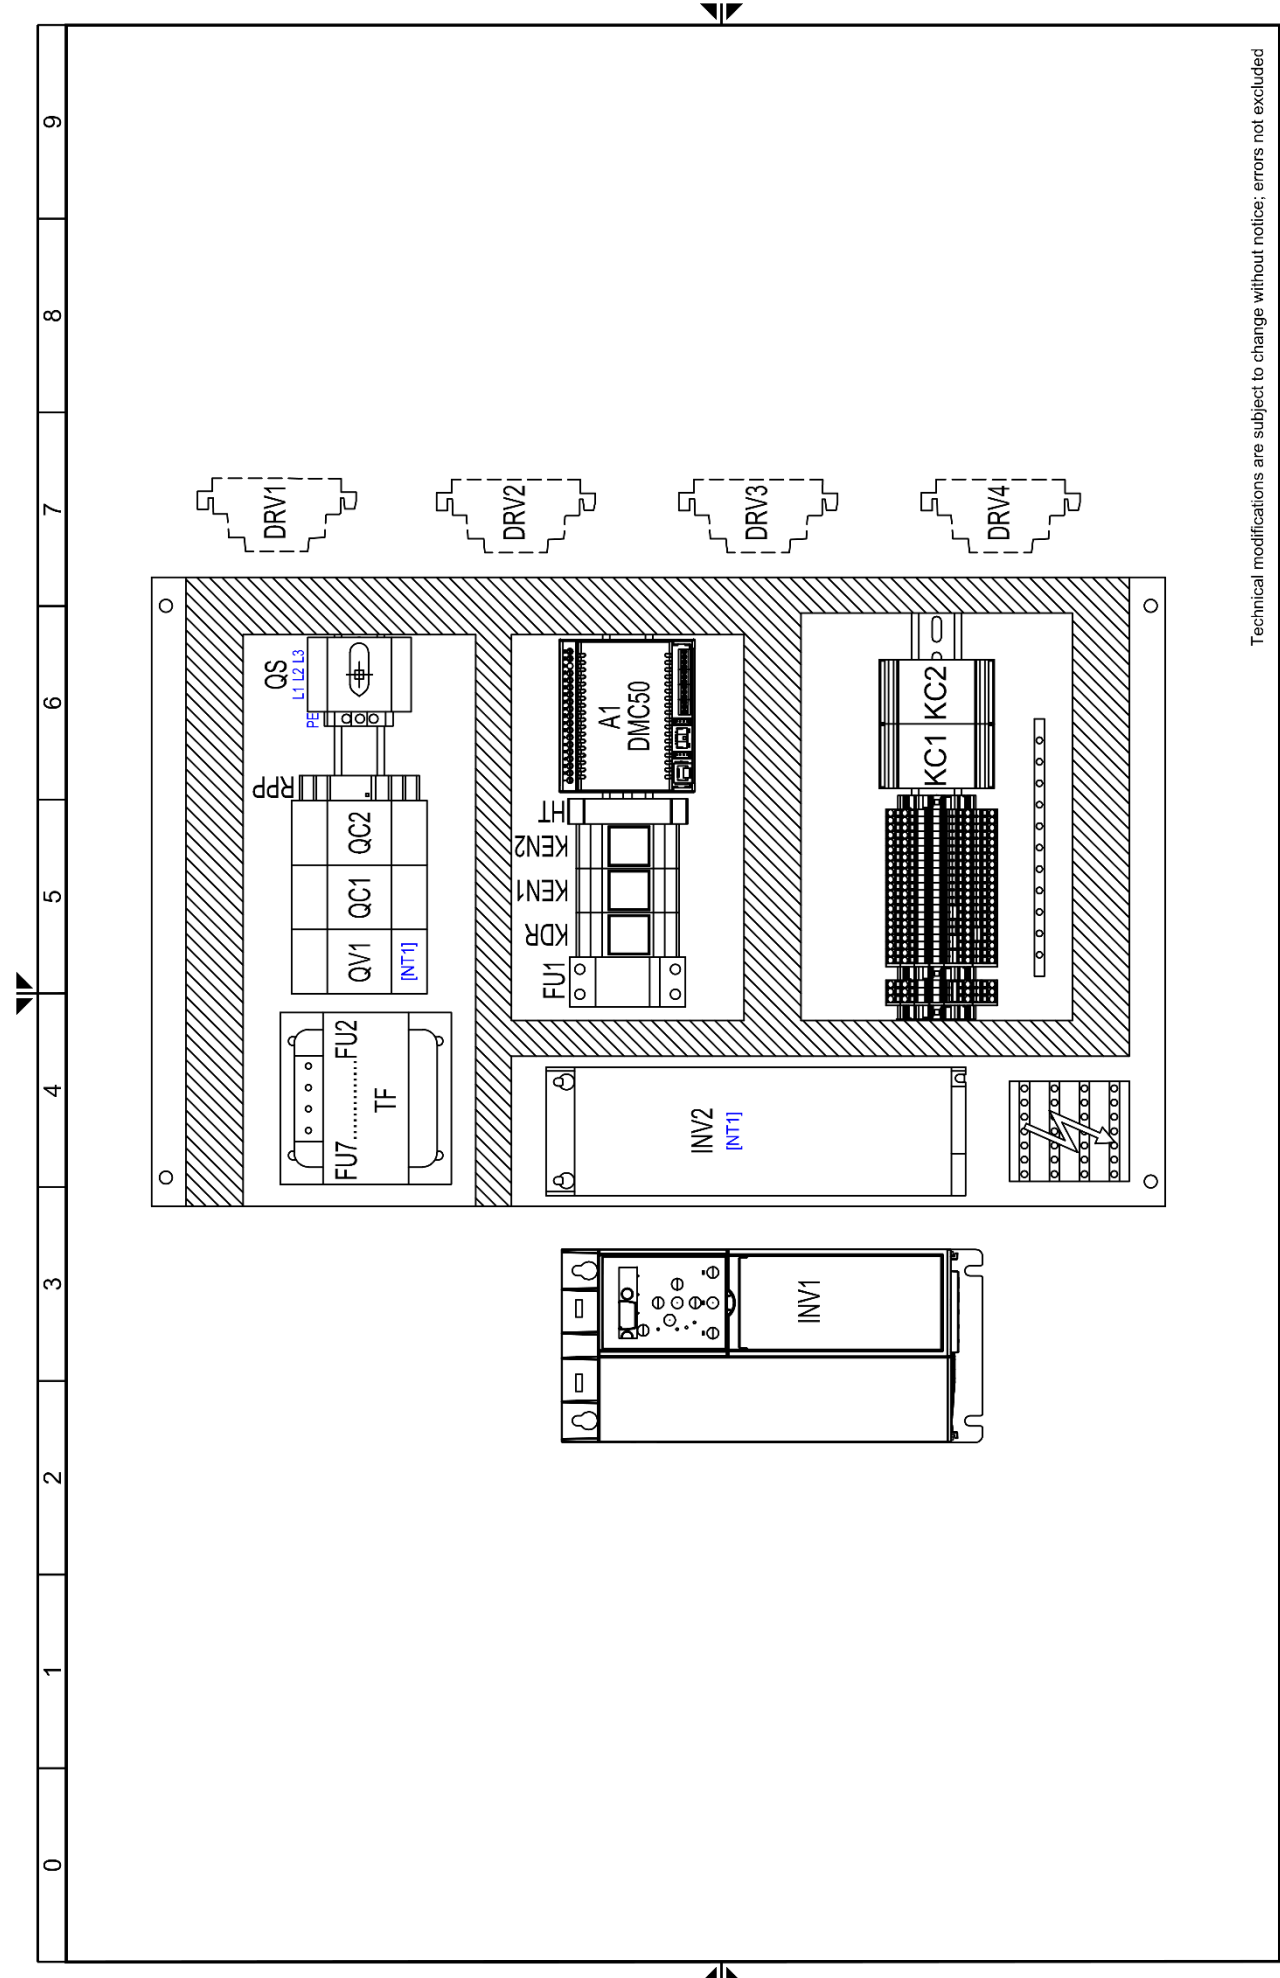 0 1 2 3 4 5 6 7 8 9
QS
L1 L2 L3
PE
RPP
QC2
QC1
QV1
[NT1]
FU7..............FU2
TF
DRV1
DRV2
DRV3
DRV4
A1
DMC50
HT
KEN2
KEN1
KDR
FU1
KC1 KC2
INV2
[NT1]
INV1
Technical modifications are subject to change without notice; errors not excluded